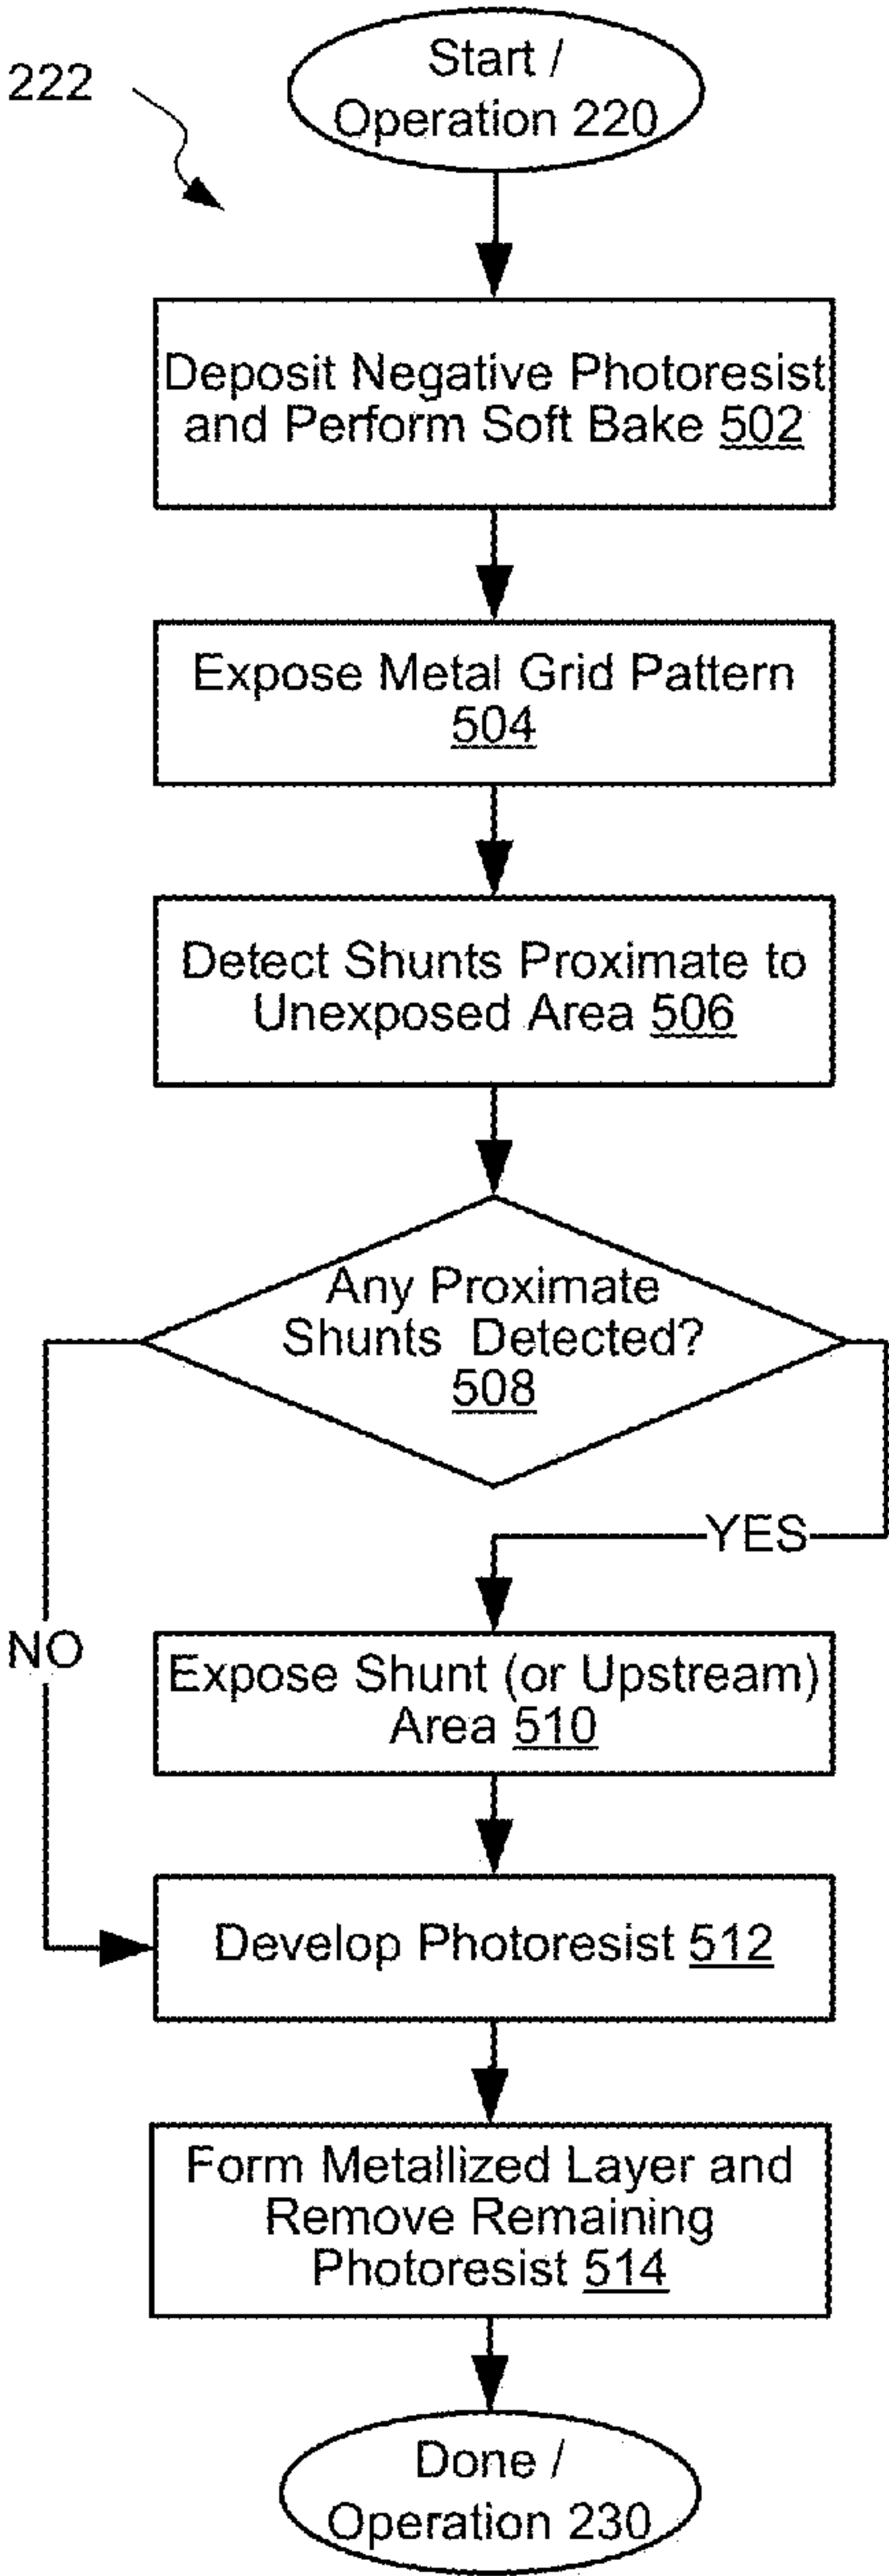 222
Start /
Operation 220
Deposit Negative Photoresist
and Perform Soft Bake 502
Expose Metal Grid Pattern
504
Detect Shunts Proximate to
Unexposed Area 506
Any Proximate
Shunts Detected?
508
YES
NO
Expose Shunt (or Upstream)
Area 510
Develop Photoresist 512
Form Metallized Layer and
Remove Remaining
Photoresist 514
Done /
Operation 230